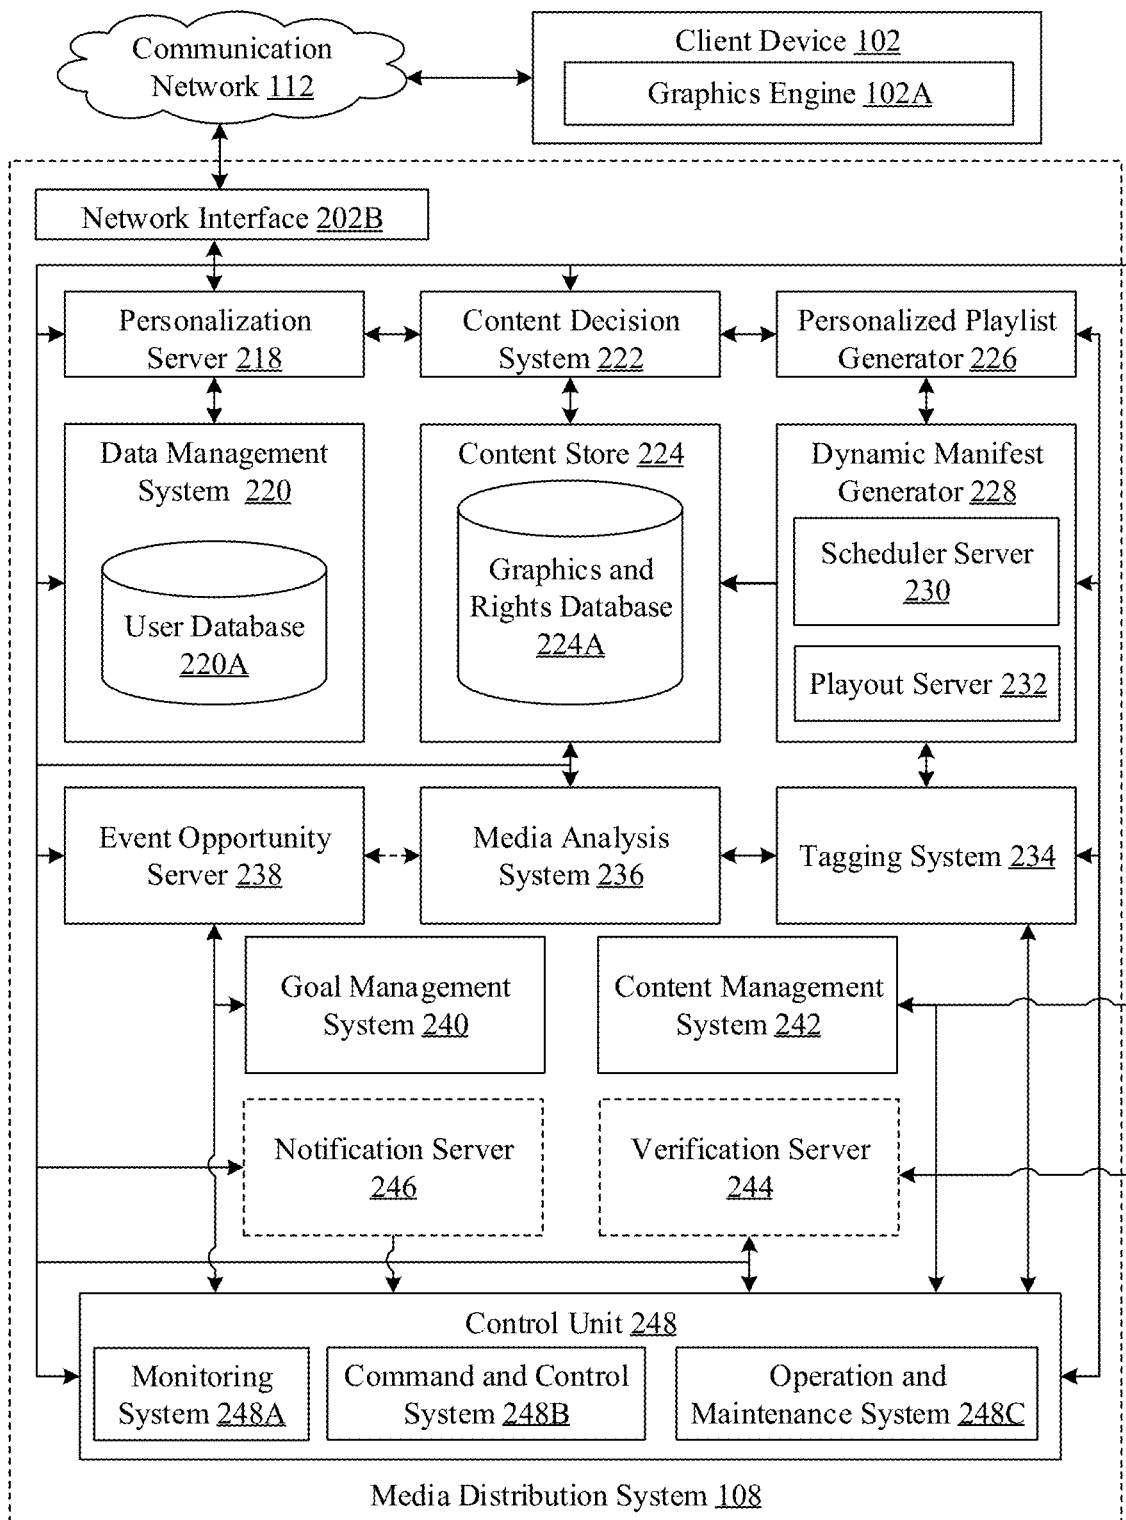 Communication
Network 112
Client Device 102
Graphics Engine 102A
Network Interface 202B
Personalization
Server 218
Content Decision
System 222
Personalized Playlist
Generator 226
Data Management
System 220
User Database
220A
Content Store 224
Graphics and
Rights Database
224A
Dynamic Manifest
Generator 228
Scheduler Server
230
Playout Server 232
Event Opportunity
Server 238
Media Analysis
System 236
Tagging System 234
Goal Management
System 240
Content Management
System 242
Notification Server
246
Verification Server
244
Control Unit 248
Monitoring
System 248A
Command and Control
System 248B
Operation and
Maintenance System 248C
Media Distribution System 108